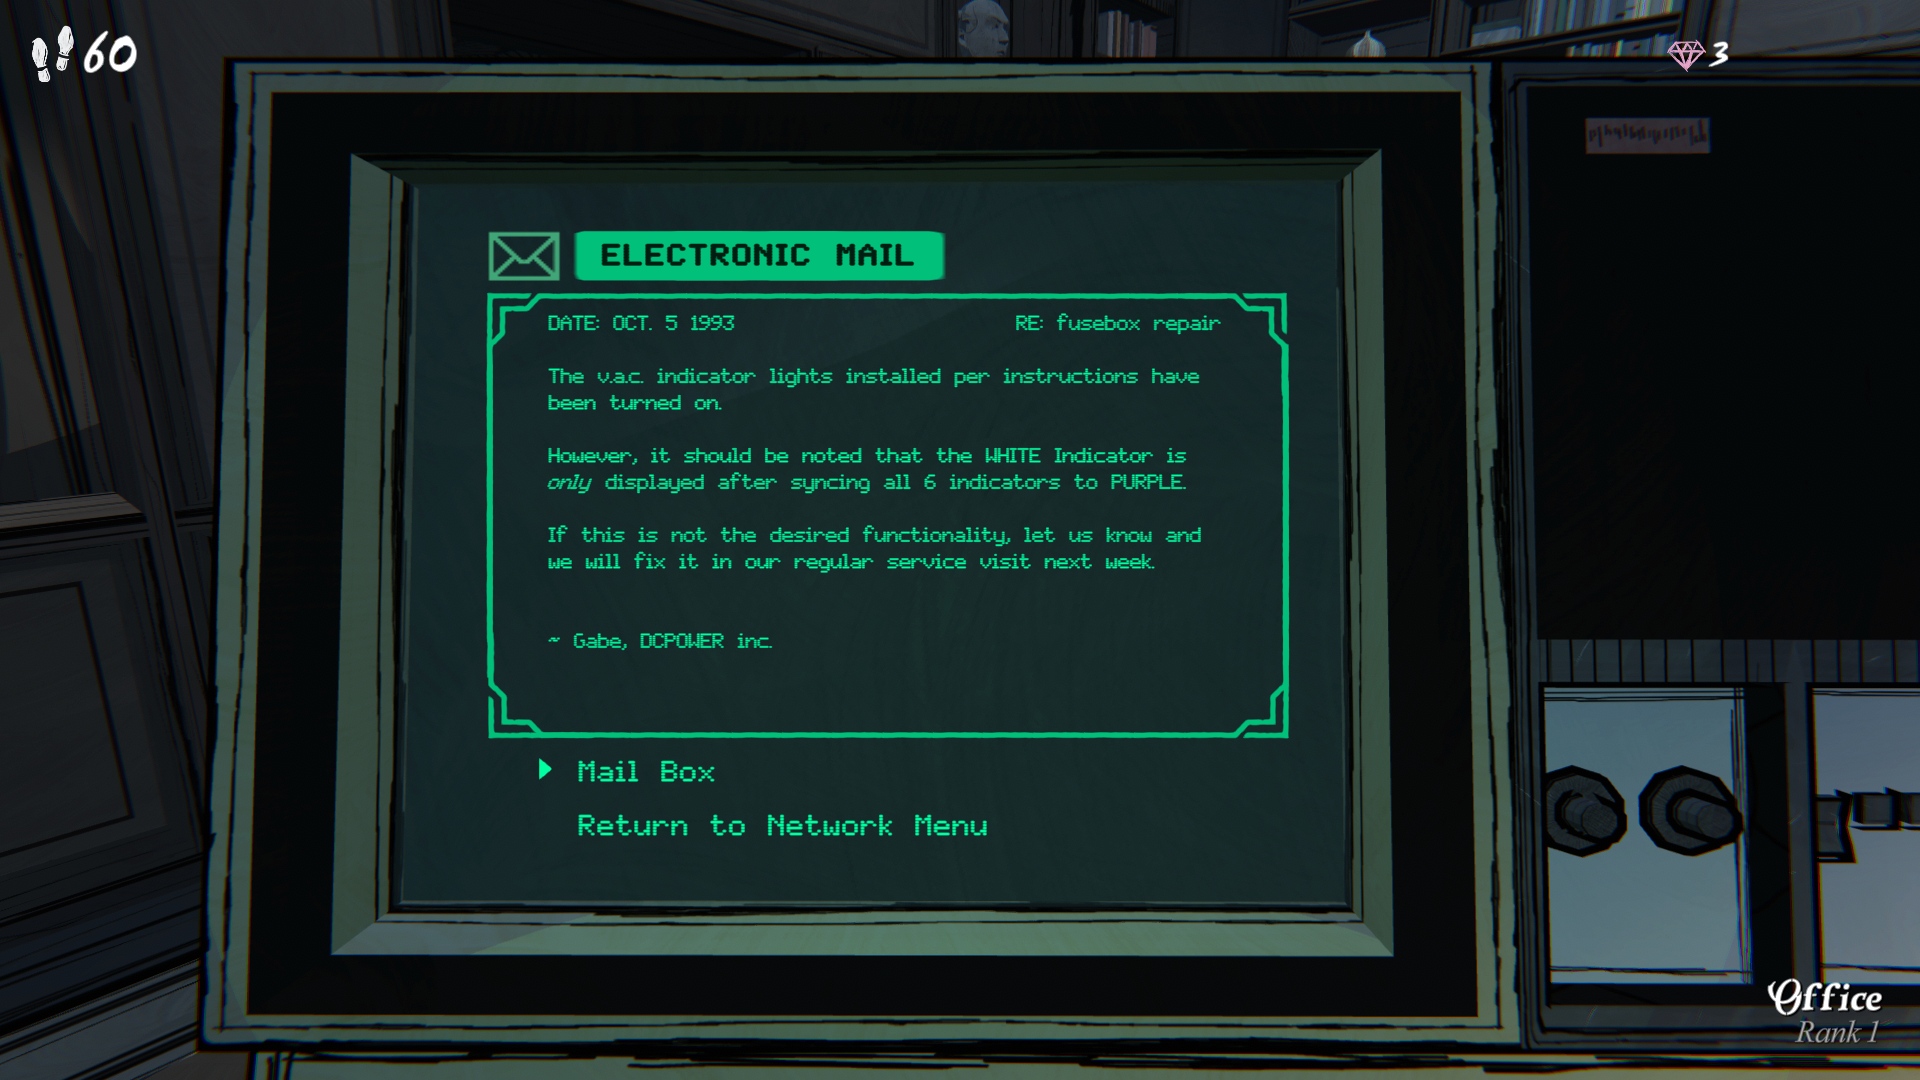 60
3
ELECTRONIC MAIL
DATE: OCT. 5 1993
RE: fusebox repair
The v.a.c. indicator lights installed per instructions have
been turned on.
However, it should be noted that the WHITE Indicator is
only displayed after syncing all 6 indicators to PURPLE.
If this is not the desired functionality, let us know and
we will fix it in our regular service visit next week.
~ Gabe, DCPOWER inc.
Mail Box
Return to Network Menu
Office
Rank 1